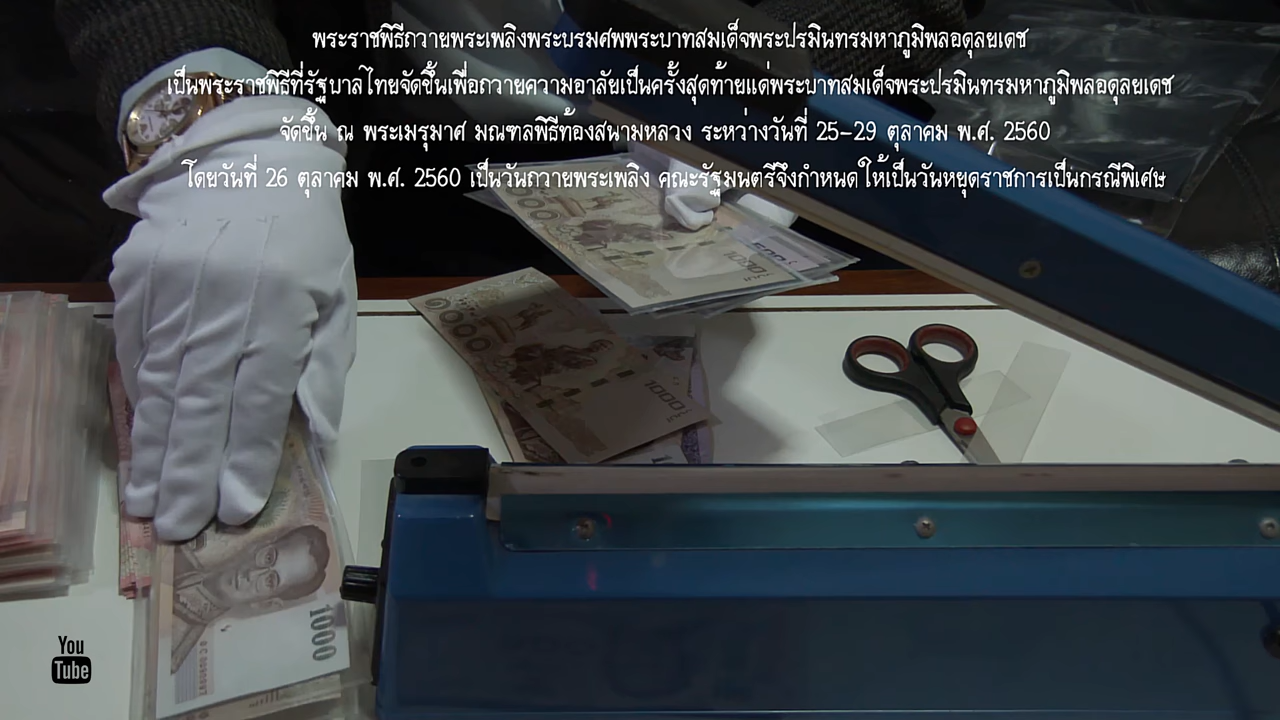 พระราชพิธีถวายพระเพลิงพระบรมศพพระบาทสมเด็จพระปรมินทรมหาภูมิพลอดุลยเดช
เป็นพระราชพิธีที่รัฐบาลไทยจัดขึ้นเพื่อถวายความอาลัยเป็นครั้งสุดท้ายแด่พระบาทสมเด็จพระปรมินทรมหาภูมิพลอดุลยเดช
จัดขึ้น ณ พระเมรุมาศ มณฑลพิธีท้องสนามหลวง ระหว่างวันที่ 25-29 ตุลาคม พ.ศ. 2560
โดยวันที่ 26 ตุลาคม พ.ศ. 2560 เป็นวันถวายพระเพลิง คณะรัฐมนตรีจึงกำหนดให้เป็นวันหยุดราชการเป็นกรณีพิเศษ
500
1000
๑๐๐๐
1000
1000
You
Tube